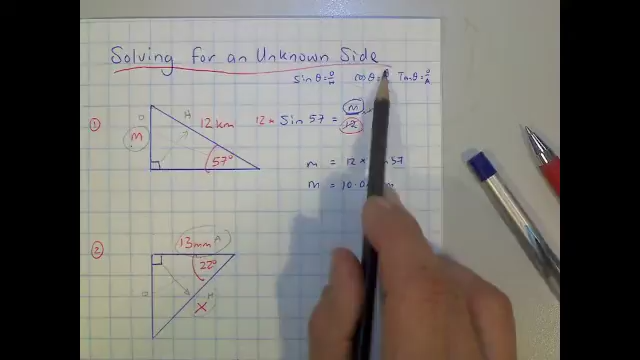 Solving for an Unknown Side
Sin θ = O/H cos θ = Tan θ = O/A
① O H 12 km 12 × Sin 57 = m/12
m 57°
m = 12 × 57
m = 10.0 m
② 13mm A
22°
H
x